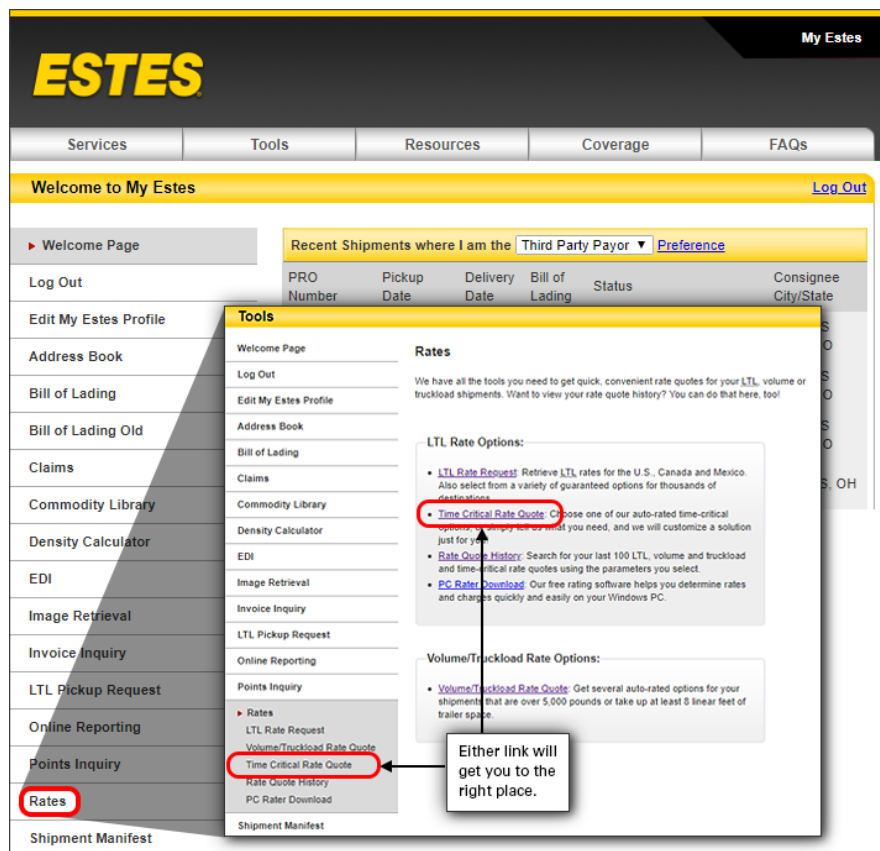 My Estes
ESTES
Services Tools Resources Coverage FAQs
Welcome to My Estes Log Out
Welcome Page
Log Out
Edit My Estes Profile
Address Book
Bill of Lading
Bill of Lading Old
Claims
Commodity Library
Density Calculator
EDI
Image Retrieval
Invoice Inquiry
LTL Pickup Request
Online Reporting
Points Inquiry
Rates
Shipment Manifest
Recent Shipments where I am the Third Party Payor ▼ Preference
PRO Number
Pickup Date
Delivery Date
Bill of Lading
Status
Consignee City/State
S
O
S
O
S
O
S, OH
Tools
Welcome Page
Log Out
Edit My Estes Profile
Address Book
Bill of Lading
Claims
Commodity Library
Density Calculator
EDI
Image Retrieval
Invoice Inquiry
LTL Pickup Request
Online Reporting
Points Inquiry
Rates
LTL Rate Request
Volume/Truckload Rate Quote
Time Critical Rate Quote
Rate Quote History
PC Rater Download
Shipment Manifest
Rates
We have all the tools you need to get quick, convenient rate quotes for your LTL, volume or
truckload shipments. Want to view your rate quote history? You can do that here, too!
LTL Rate Options:
• LTL Rate Request: Retrieve LTL rates for the U.S., Canada and Mexico.
Also select from a variety of guaranteed options for thousands of
destinations.
• Time Critical Rate Quote: Choose one of our auto-rated time-critical
options, or simply tell us what you need, and we will customize a solution
just for you.
• Rate Quote History: Search for your last 100 LTL, volume and truckload
and time-critical rate quotes using the parameters you select.
• PC Rater Download: Our free rating software helps you determine rates
and charges quickly and easily on your Windows PC.
Volume/Truckload Rate Options:
• Volume/Truckload Rate Quote: Get several auto-rated options for your
shipments that are over 5,000 pounds or take up at least 8 linear feet of
trailer space.
Either link will
get you to the
right place.